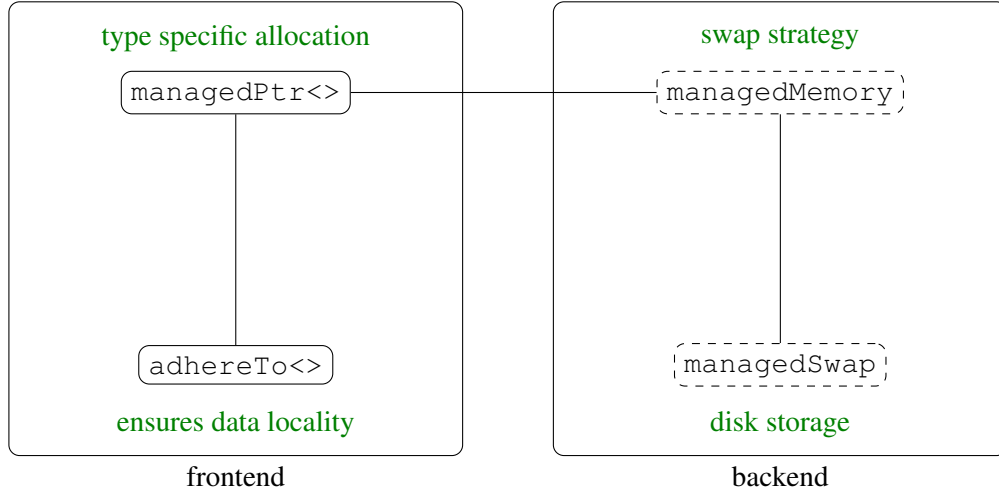 type specific allocation
swap strategy
managedPtr<>
managedMemory
adhereTo<>
managedSwap
ensures data locality
disk storage
frontend
backend